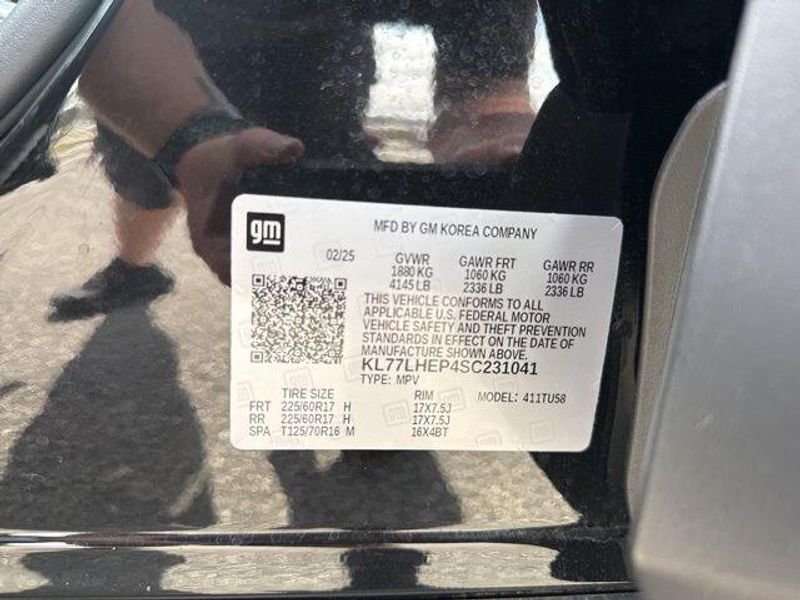 gm
MFD BY GM KOREA COMPANY
02/25 GVWR GAWR FRT GAWR RR
1880 KG 1060 KG 1060 KG
4145 LB 2336 LB 2336 LB
THIS VEHICLE CONFORMS TO ALL
APPLICABLE U.S. FEDERAL MOTOR
VEHICLE SAFETY AND THEFT PREVENTION
STANDARDS IN EFFECT ON THE DATE OF
MANUFACTURE SHOWN ABOVE.
KL77LHEP4SC231041
TYPE: MPV
TIRE SIZE RIM MODEL: 411TU58
FRT 225/60R17 H 17X7.5J
RR 225/60R17 H 17X7.5J
SPA T125/70R16 M 16X4BT